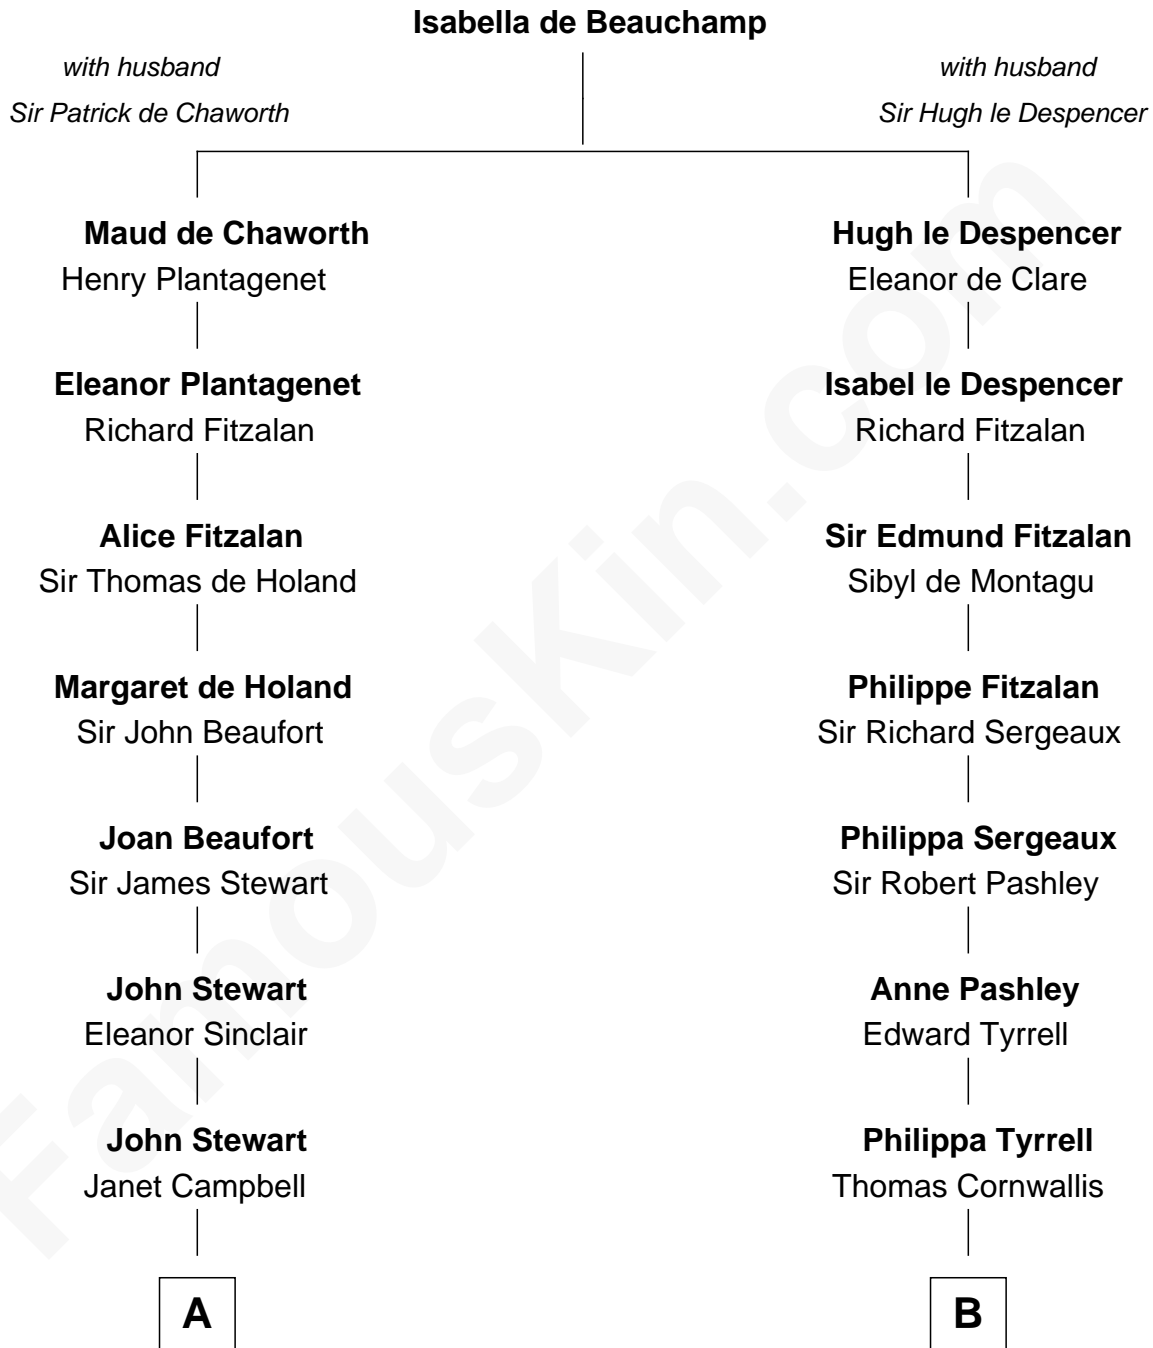 Isabella de Beauchamp
with husband
Sir Patrick de Chaworth
with husband
Sir Hugh le Despencer
Maud de Chaworth
Henry Plantagenet
Eleanor Plantagenet
Richard Fitzalan
Alice Fitzalan
Sir Thomas de Holand
Margaret de Holand
Sir John Beaufort
Joan Beaufort
Sir James Stewart
John Stewart
Eleanor Sinclair
John Stewart
Janet Campbell
A
Hugh le Despencer
Eleanor de Clare
Isabel le Despencer
Richard Fitzalan
Sir Edmund Fitzalan
Sibyl de Montagu
Philippe Fitzalan
Sir Richard Sergeaux
Philippa Sergeaux
Sir Robert Pashley
Anne Pashley
Edward Tyrrell
Philippa Tyrrell
Thomas Cornwallis
B
FamousKin.com